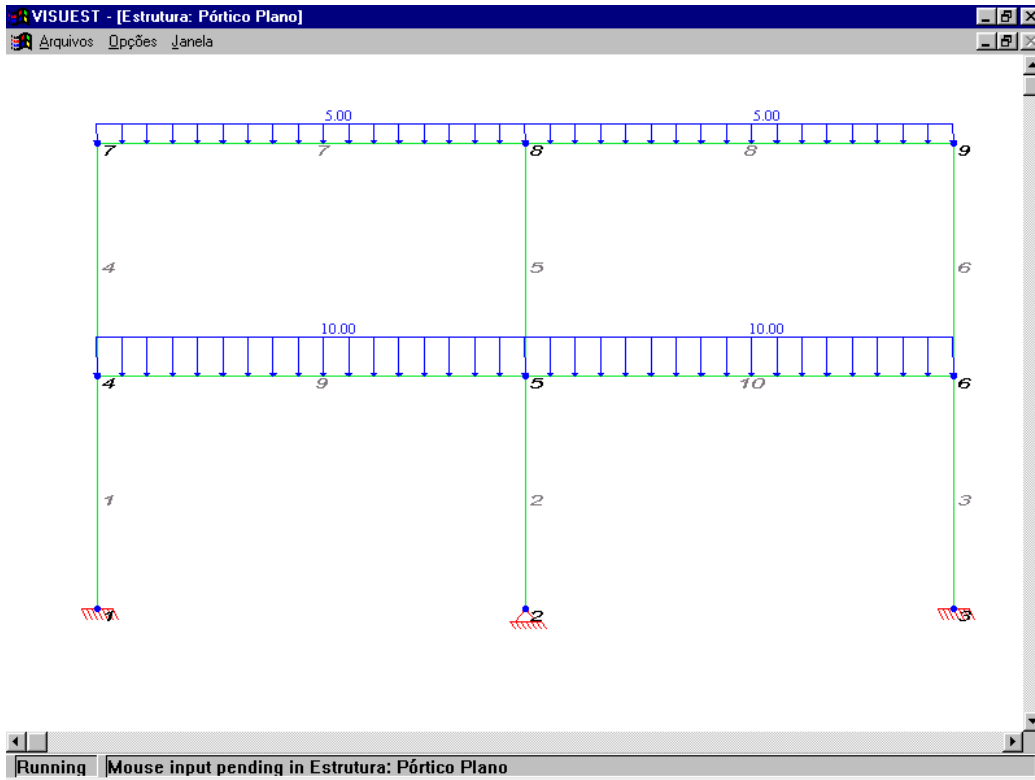 VISUEST - [Estrutura: Pórtico Plano]
Arquivos Opções Janela
5.00 5.00
7 7 8 8 9
4 5 6
10.00 10.00
4 9 5 10 6
1 2 3
1 2 3
Running Mouse input pending in Estrutura: Pórtico Plano